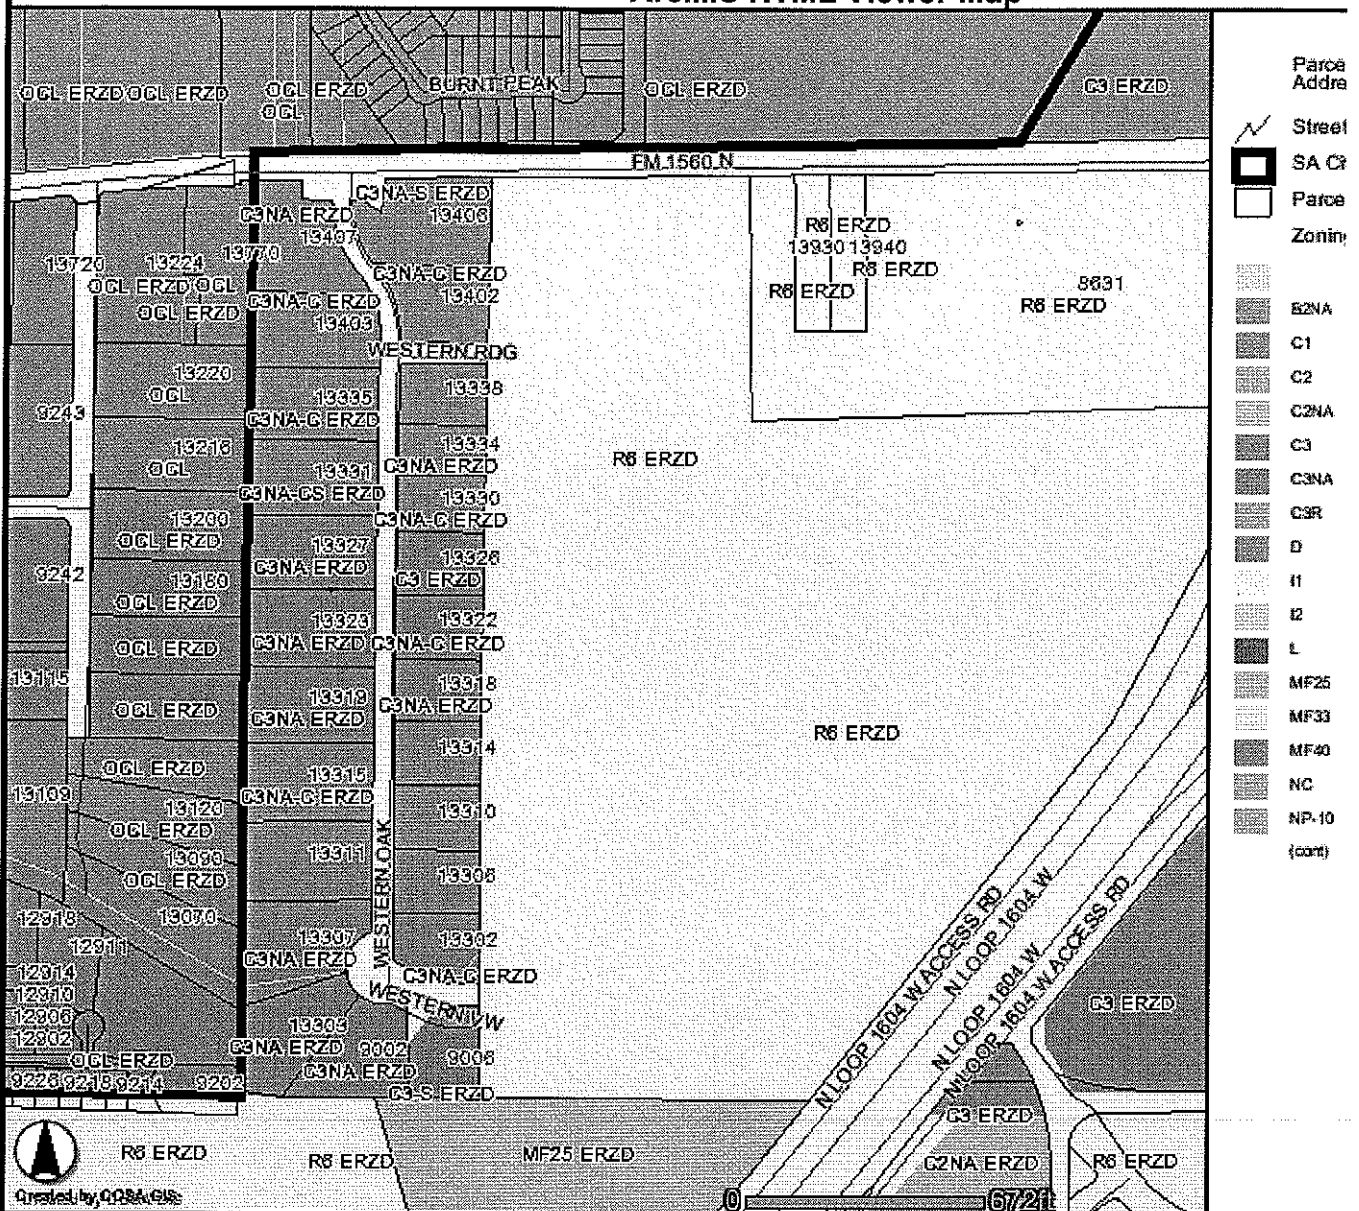 OCL ERZD
OCL ERZD
OCL ERZD
OCL
BURNT PEAK
OCL ERZD
C3 ERZD
FM 1560 N
C3NA-S ERZD
13406
C3NA ERZD
13407
13770
13720
13224
OCL ERZD
OCL
OCL ERZD
C3NA-C ERZD
13402
C3NA-C ERZD
13403
R6 ERZD
13930
13940
R6 ERZD
R6 ERZD
8631
R6 ERZD
WESTERN RDG
13220
OCL
13335
13338
C3NA-C ERZD
9243
13216
OCL
13334
C3NA ERZD
R6 ERZD
13331
C3NA-CS ERZD
13330
C3NA-C ERZD
13200
OCL ERZD
13327
C3NA ERZD
13326
C3 ERZD
9242
13160
OCL ERZD
13323
C3NA ERZD
13322
C3NA-C ERZD
OCL ERZD
13115
13319
C3NA ERZD
13318
C3NA ERZD
OCL ERZD
R6 ERZD
13314
OCL ERZD
13315
C3NA-C ERZD
13109
13120
OCL ERZD
13310
13311
WESTERN OAK
13090
OCL ERZD
13306
12918
13070
12911
13307
C3NA ERZD
13302
C3NA-C ERZD
12914
12910
12906
12902
WESTERN VW
13303
C3NA ERZD
9002
C3NA ERZD
9006
C3-S ERZD
OCL ERZD
9226
9218
9214
9202
N LOOP 1604 W ACCESS RD
N LOOP 1604 W
N LOOP 1604 W
N LOOP 1604 W ACCESS RD
C3 ERZD
C3 ERZD
C2NA ERZD
R6 ERZD
R6 ERZD
R6 ERZD
MF25 ERZD
Created by COSA GIS
0
672ft
Parce
Addre
Street
SA Ci
Parce
Zonin
B2NA
C1
C2
C2NA
C3
C3NA
C3R
D
I1
I2
L
MF25
MF33
MF40
NC
NP-10
(cont)